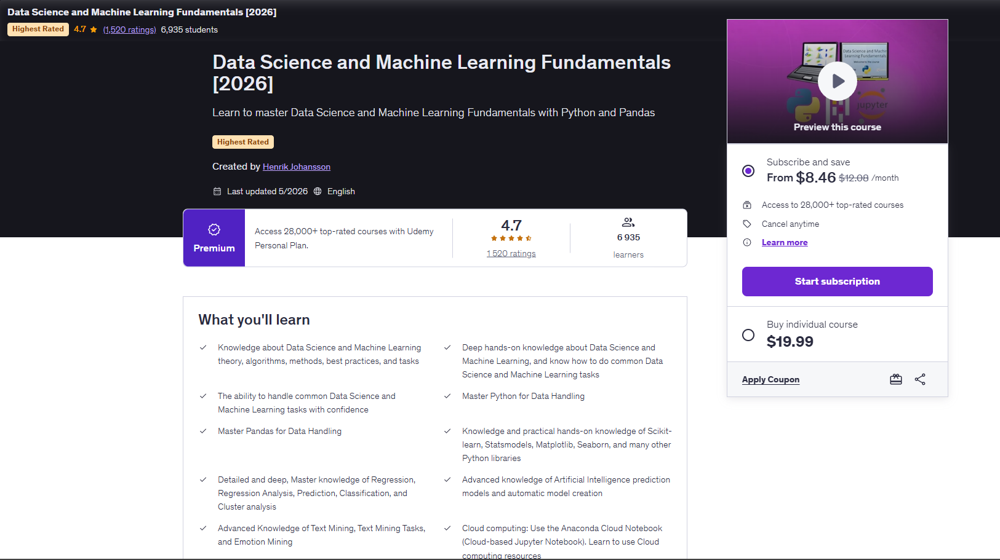 Data Science and Machine Learning Fundamentals [2026]
Highest Rated 4.7 (1,520 ratings) 6,935 students
Data Science and Machine Learning Fundamentals
[2026]
Learn to master Data Science and Machine Learning Fundamentals with Python and Pandas
Highest Rated
Created by Henrik Johansson
Last updated 5/2026 English
Premium
Access 28,000+ top-rated courses with Udemy
Personal Plan.
4.7
1 520 ratings
6 935
learners
What you'll learn
Knowledge about Data Science and Machine Learning
theory, algorithms, methods, best practices, and tasks
Deep hands-on knowledge about Data Science and
Machine Learning, and know how to do common Data
Science and Machine Learning tasks
The ability to handle common Data Science and
Machine Learning tasks with confidence
Master Python for Data Handling
Master Pandas for Data Handling
Knowledge and practical hands-on knowledge of Scikit-
learn, Statsmodels, Matplotlib, Seaborn, and many other
Python libraries
Detailed and deep, Master knowledge of Regression,
Regression Analysis, Prediction, Classification, and
Cluster analysis
Advanced knowledge of Artificial Intelligence prediction
models and automatic model creation
Advanced Knowledge of Text Mining, Text Mining Tasks,
and Emotion Mining
Cloud computing: Use the Anaconda Cloud Notebook
(Cloud-based Jupyter Notebook). Learn to use Cloud
computing resources
Data Science and Machin
Learning Fundamentals
Welcome to the course
jupyter
Preview this course
Subscribe and save
From $8.46 $12.08 /month
Access to 28,000+ top-rated courses
Cancel anytime
Learn more
Start subscription
Buy individual course
$19.99
Apply Coupon